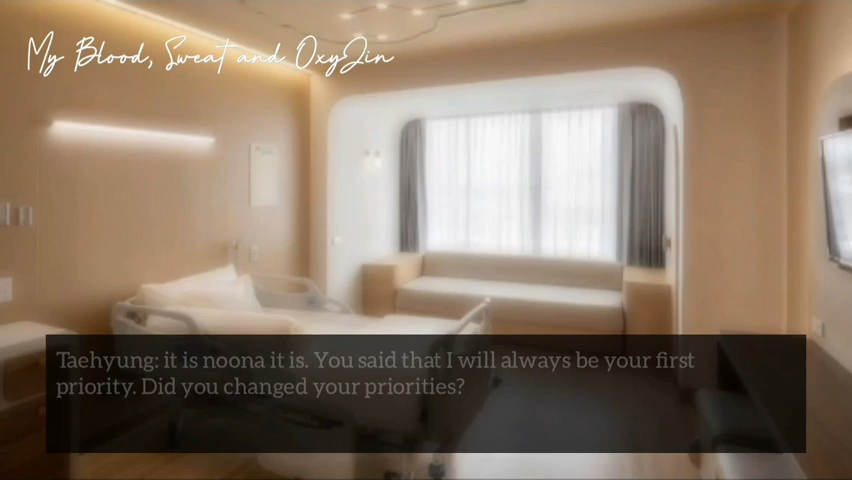 My Blood, Sweat and OxyJin
Taehyung: it is noona it is. You said that I will always be your first
priority. Did you changed your priorities?